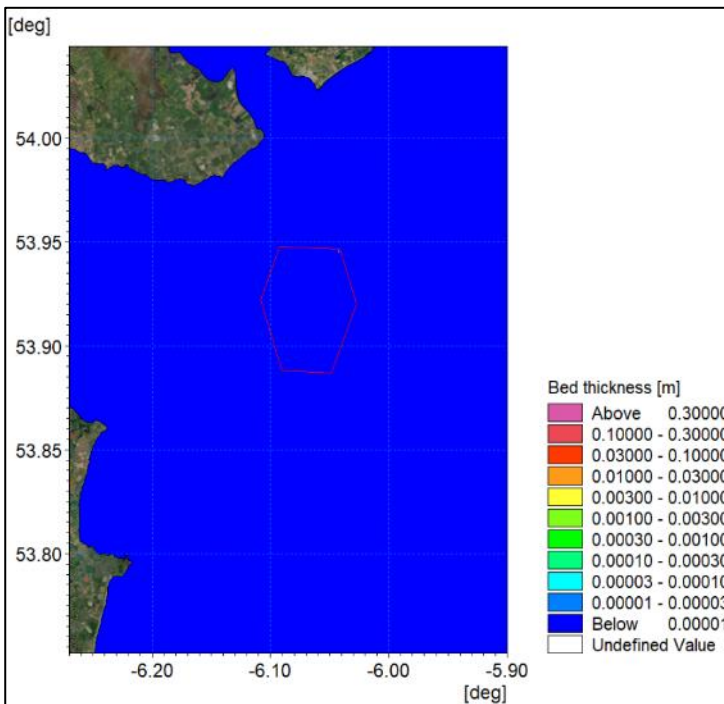 [deg]
54.00
53.95
53.90
53.85
53.80
-6.20 -6.10 -6.00 -5.90
[deg]
Bed thickness [m]
Above 0.30000
0.10000 - 0.30000
0.03000 - 0.10000
0.01000 - 0.03000
0.00300 - 0.01000
0.00100 - 0.00300
0.00030 - 0.00100
0.00010 - 0.00030
0.00003 - 0.00010
0.00001 - 0.00003
Below 0.00001
Undefined Value